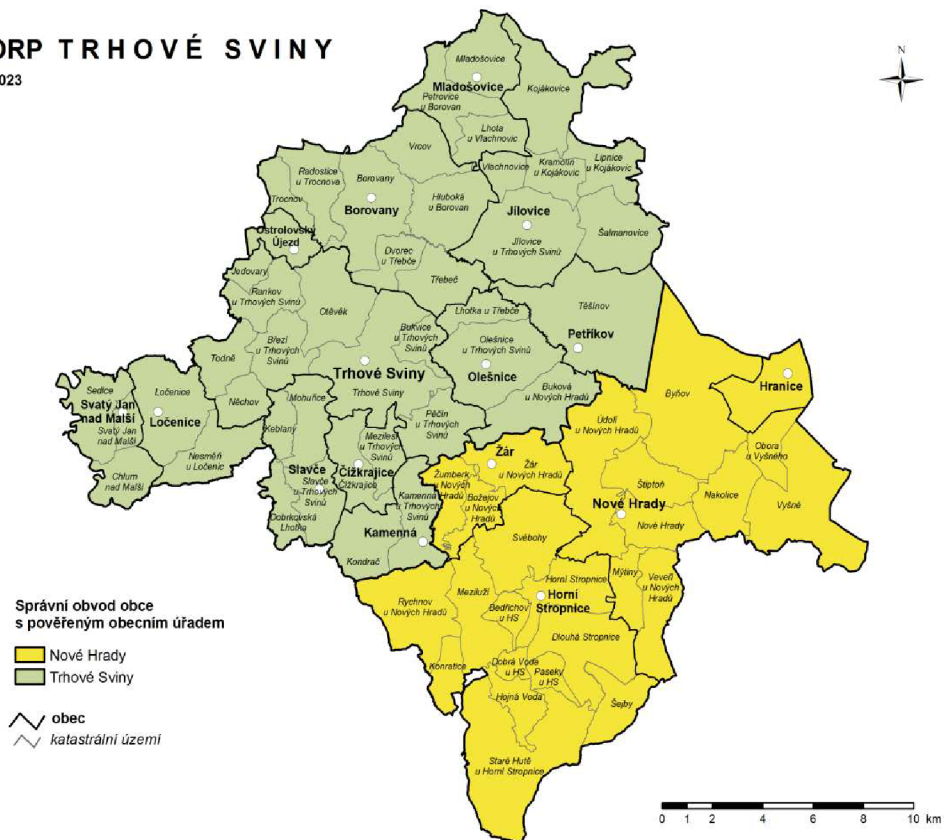 ORP TRHOVÉ SVINY
023
N
Mladošovice
Mladošovice
Kojákovice
Petrovice
u Borovan
Lhota
u Vlachnovic
Vrcov
Vlachnovice
Kramolín
u Kojákovic
Lipnice
u Kojákovic
Radostice
u Trocnova
Borovany
Trocnov
Borovany
Hluboká
u Borovan
Jílovice
Jílovice
u Trhových Svinů
Šalmanovice
Ostrolovský
Újezd
Dvorec
u Třebče
Třebeč
Jedovary
Rankov
u Trhových Svinů
Otěvěk
Těšínov
Lhotka u Třebče
Březí
u Trhových
Svinů
Bukvice
u Trhových
Svinů
Olešnice
u Trhových Svinů
Petříkov
Todně
Trhové Sviny
Olešnice
Hranice
Sedlce
Ločenice
Něchov
Mohuřice
Trhové Sviny
Buková
u Nových Hradů
Byňov
Svatý Jan
nad Malší
Svatý Jan
nad Malší
Ločenice
Pěčín
u Trhových
Svinů
Údolí
u Nových Hradů
Keblany
Mezilesí
u Trhových
Svinů
Obora
u Vyšného
Nesměň
u Ločenic
Žár
Žár
u Nových Hradů
Chlum
nad Malší
Slavče
Slavče
u Trhových
Svinů
Čížkrajice
Čížkrajice
Žumberk
u Nových
Hradů
Božejov
u Nových
Hradů
Štiptoň
Nakolice
Vyšné
Kamenná
u Trhových
Svinů
Nové Hrady
Nové Hrady
Dobrkovská
Lhotka
Kamenná
Svébohy
Kondrač
Horní Stropnice
Mýtiny
Veveří
u Nových
Hradů
Rychnov
u Nových Hradů
Meziluží
Horní
Stropnice
Bedřichov
u HS
Dlouhá Stropnice
Konratice
Dobrá Voda
u HS
Paseky
u HS
Hojná Voda
Šejby
Staré Hutě
u Horní Stropnice
Správní obvod obce
s pověřeným obecním úřadem
Nové Hrady
Trhové Sviny
obec
katastrální území
0 1 2 4 6 8 10 km